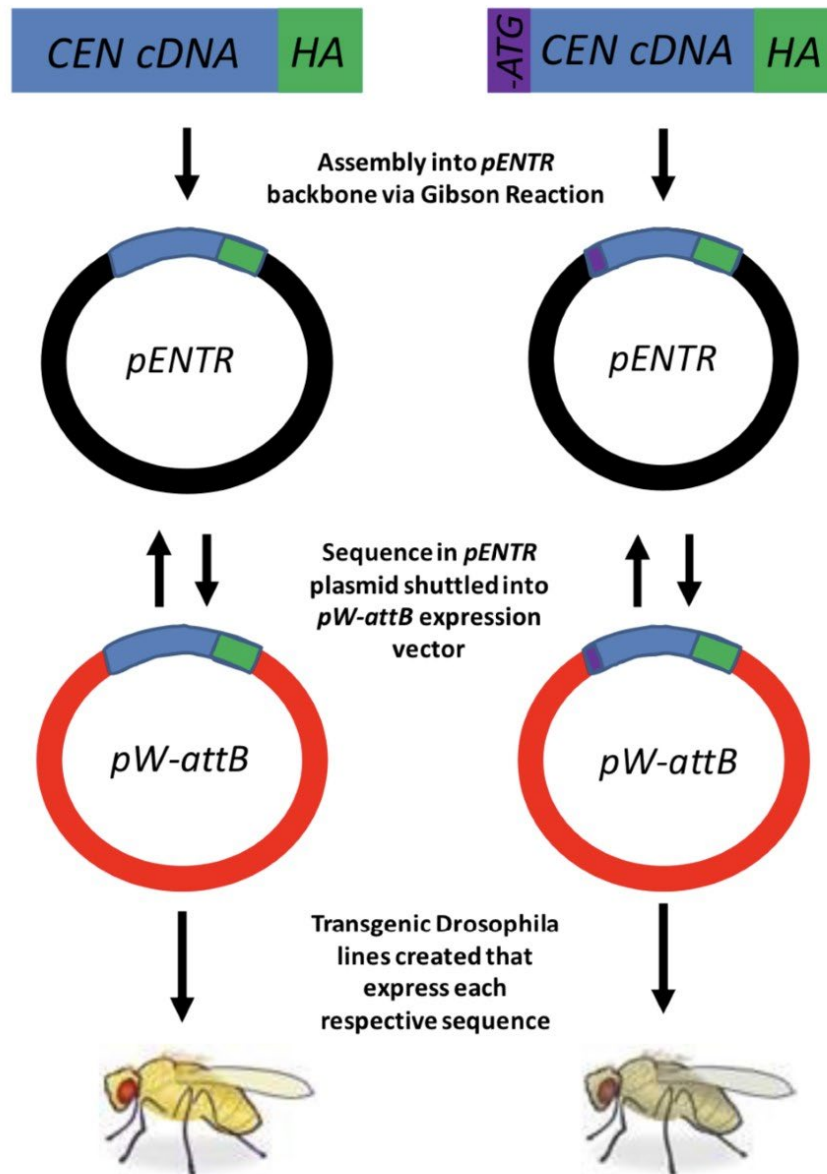 CEN cDNA HA
-ATG CEN cDNA HA
Assembly into pENTR
backbone via Gibson Reaction
pENTR
pENTR
Sequence in pENTR
plasmid shuttled into
pW-attB expression
vector
pW-attB
pW-attB
Transgenic Drosophila
lines created that
express each
respective sequence